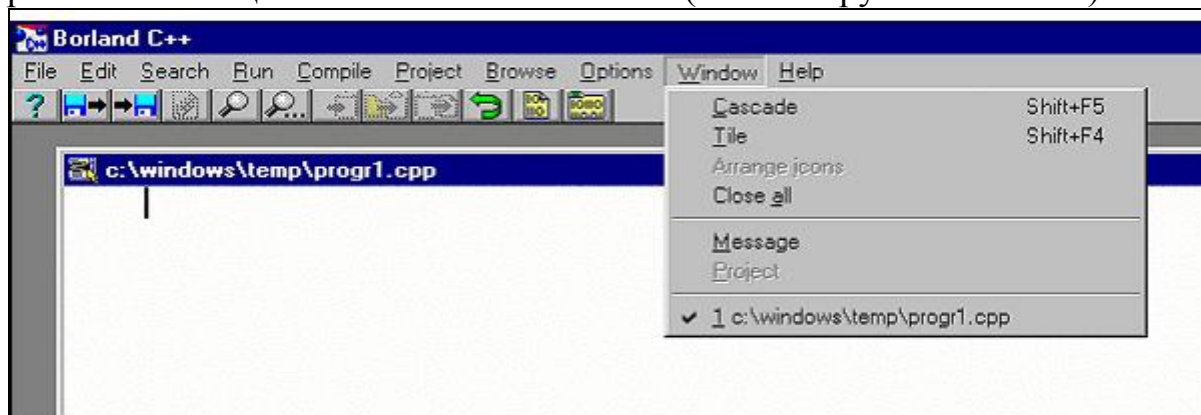 Borland C++
File Edit Search Run Compile Project Browse Options Window Help
Cascade Shift+F5
Tile Shift+F4
Arrange icons
Close all
c:\windows\temp\progr1.cpp
Message
Project
✔ 1 c:\windows\temp\progr1.cpp